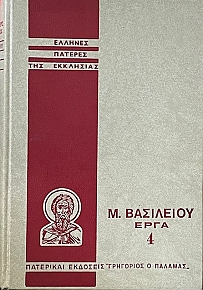 ΕΛΛΗΝΕΣ
ΠΑΤΕΡΕΣ
ΤΗΣ ΕΚΚΛΗΣΙΑΣ
Μ. ΒΑΣΙΛΕΙΟΥ
ΕΡΓΑ
4
ΠΑΤΕΡΙΚΑΙ ΕΚΔΟΣΕΙΣ "ΓΡΗΓΟΡΙΟΣ Ο ΠΑΛΑΜΑΣ"